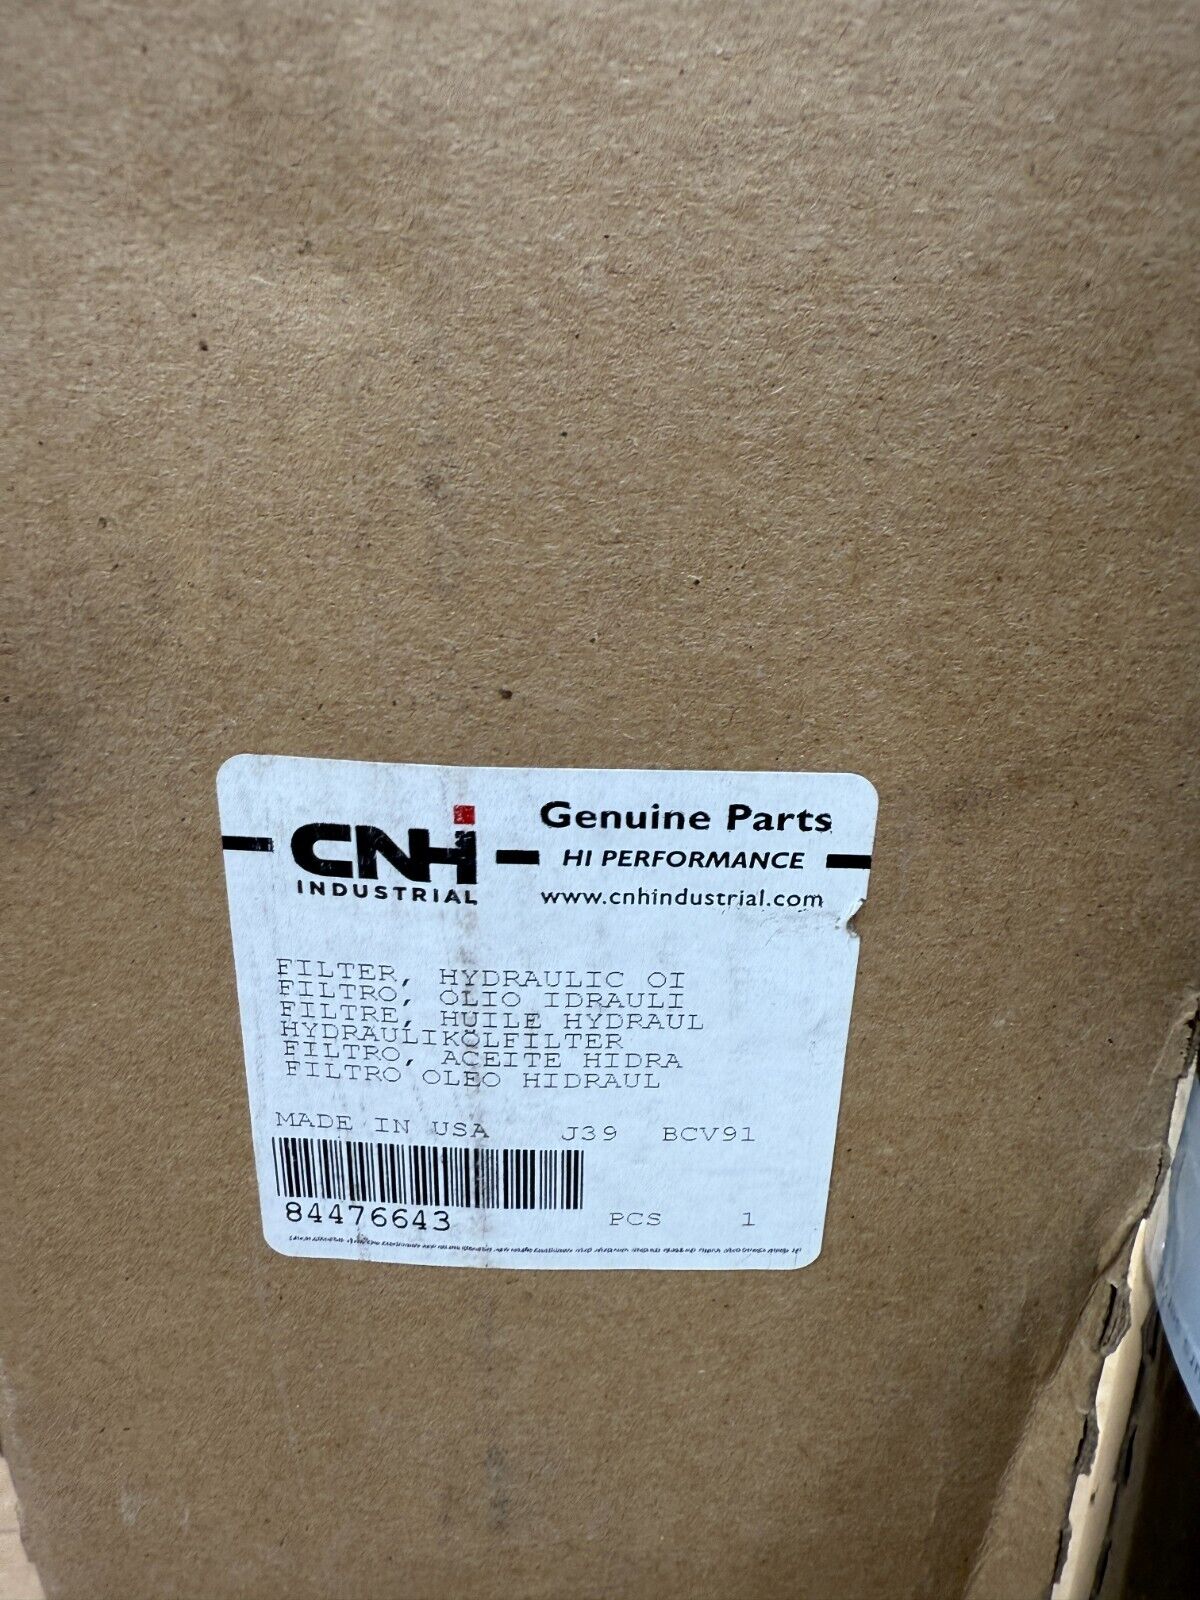 CNH
INDUSTRIAL
Genuine Parts
HI PERFORMANCE
www.cnhindustrial.com
FILTER, HYDRAULIC OI
FILTRO, OLIO IDRAULI
FILTRE, HUILE HYDRAUL
HYDRAULIKÖLFILTER
FILTRO, ACEITE HIDRA
FILTRO OLEO HIDRAUL
MADE IN USA J39 BCV91
84476643 PCS 1